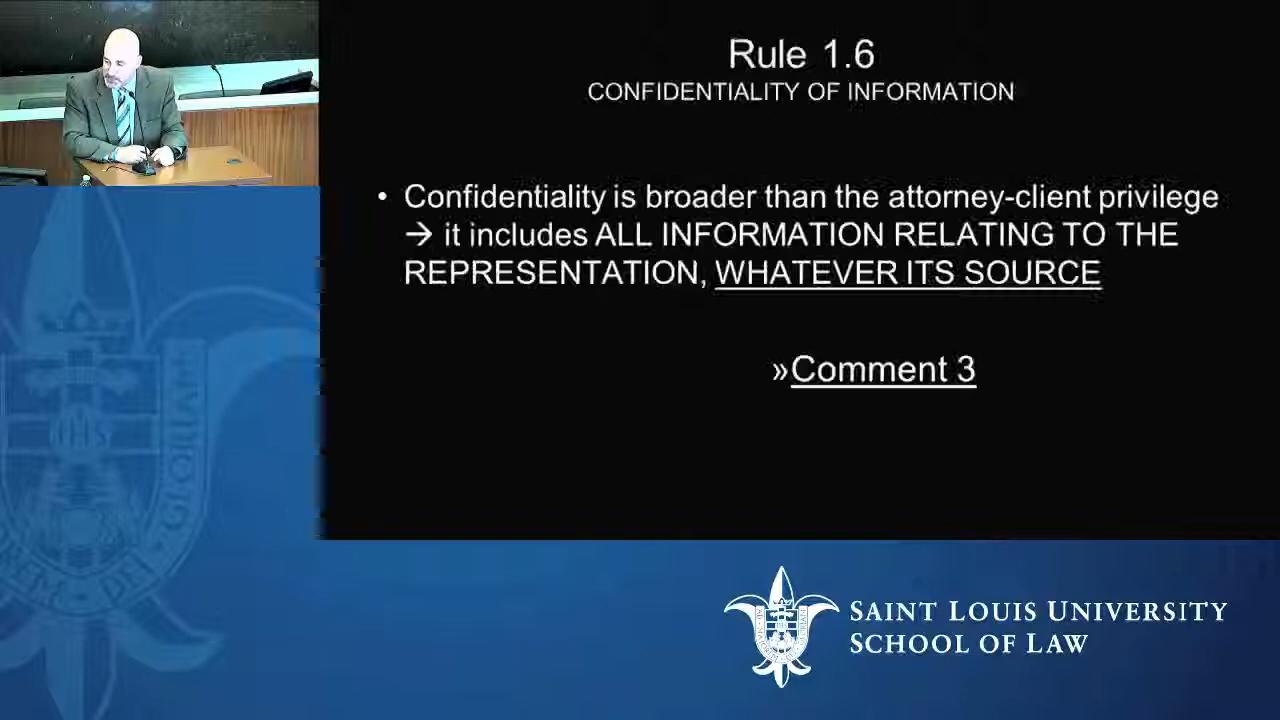 Rule 1.6
CONFIDENTIALITY OF INFORMATION
• Confidentiality is broader than the attorney-client privilege
→ it includes ALL INFORMATION RELATING TO THE
REPRESENTATION, WHATEVER ITS SOURCE
»Comment 3
IHS
SAINT LOUIS UNIVERSITY
SCHOOL OF LAW